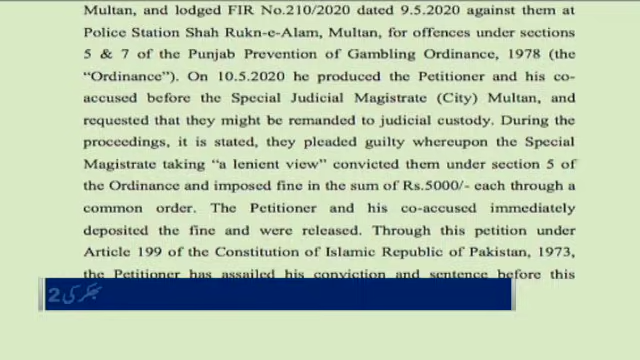 Multan, and lodged FIR No.210/2020 dated 9.5.2020 against them at
Police Station Shah Rukn-e-Alam, Multan, for offences under sections
5 & 7 of the Punjab Prevention of Gambling Ordinance, 1978 (the
“Ordinance”). On 10.5.2020 he produced the Petitioner and his co-
accused before the Special Judicial Magistrate (City) Multan, and
requested that they might be remanded to judicial custody. During the
proceedings, it is stated, they pleaded guilty whereupon the Special
Magistrate taking “a lenient view” convicted them under section 5 of
the Ordinance and imposed fine in the sum of Rs.5000/- each through a
common order. The Petitioner and his co-accused immediately
deposited the fine and were released. Through this petition under
Article 199 of the Constitution of Islamic Republic of Pakistan, 1973,
the Petitioner has assailed his conviction and sentence before this
بکر کی 2